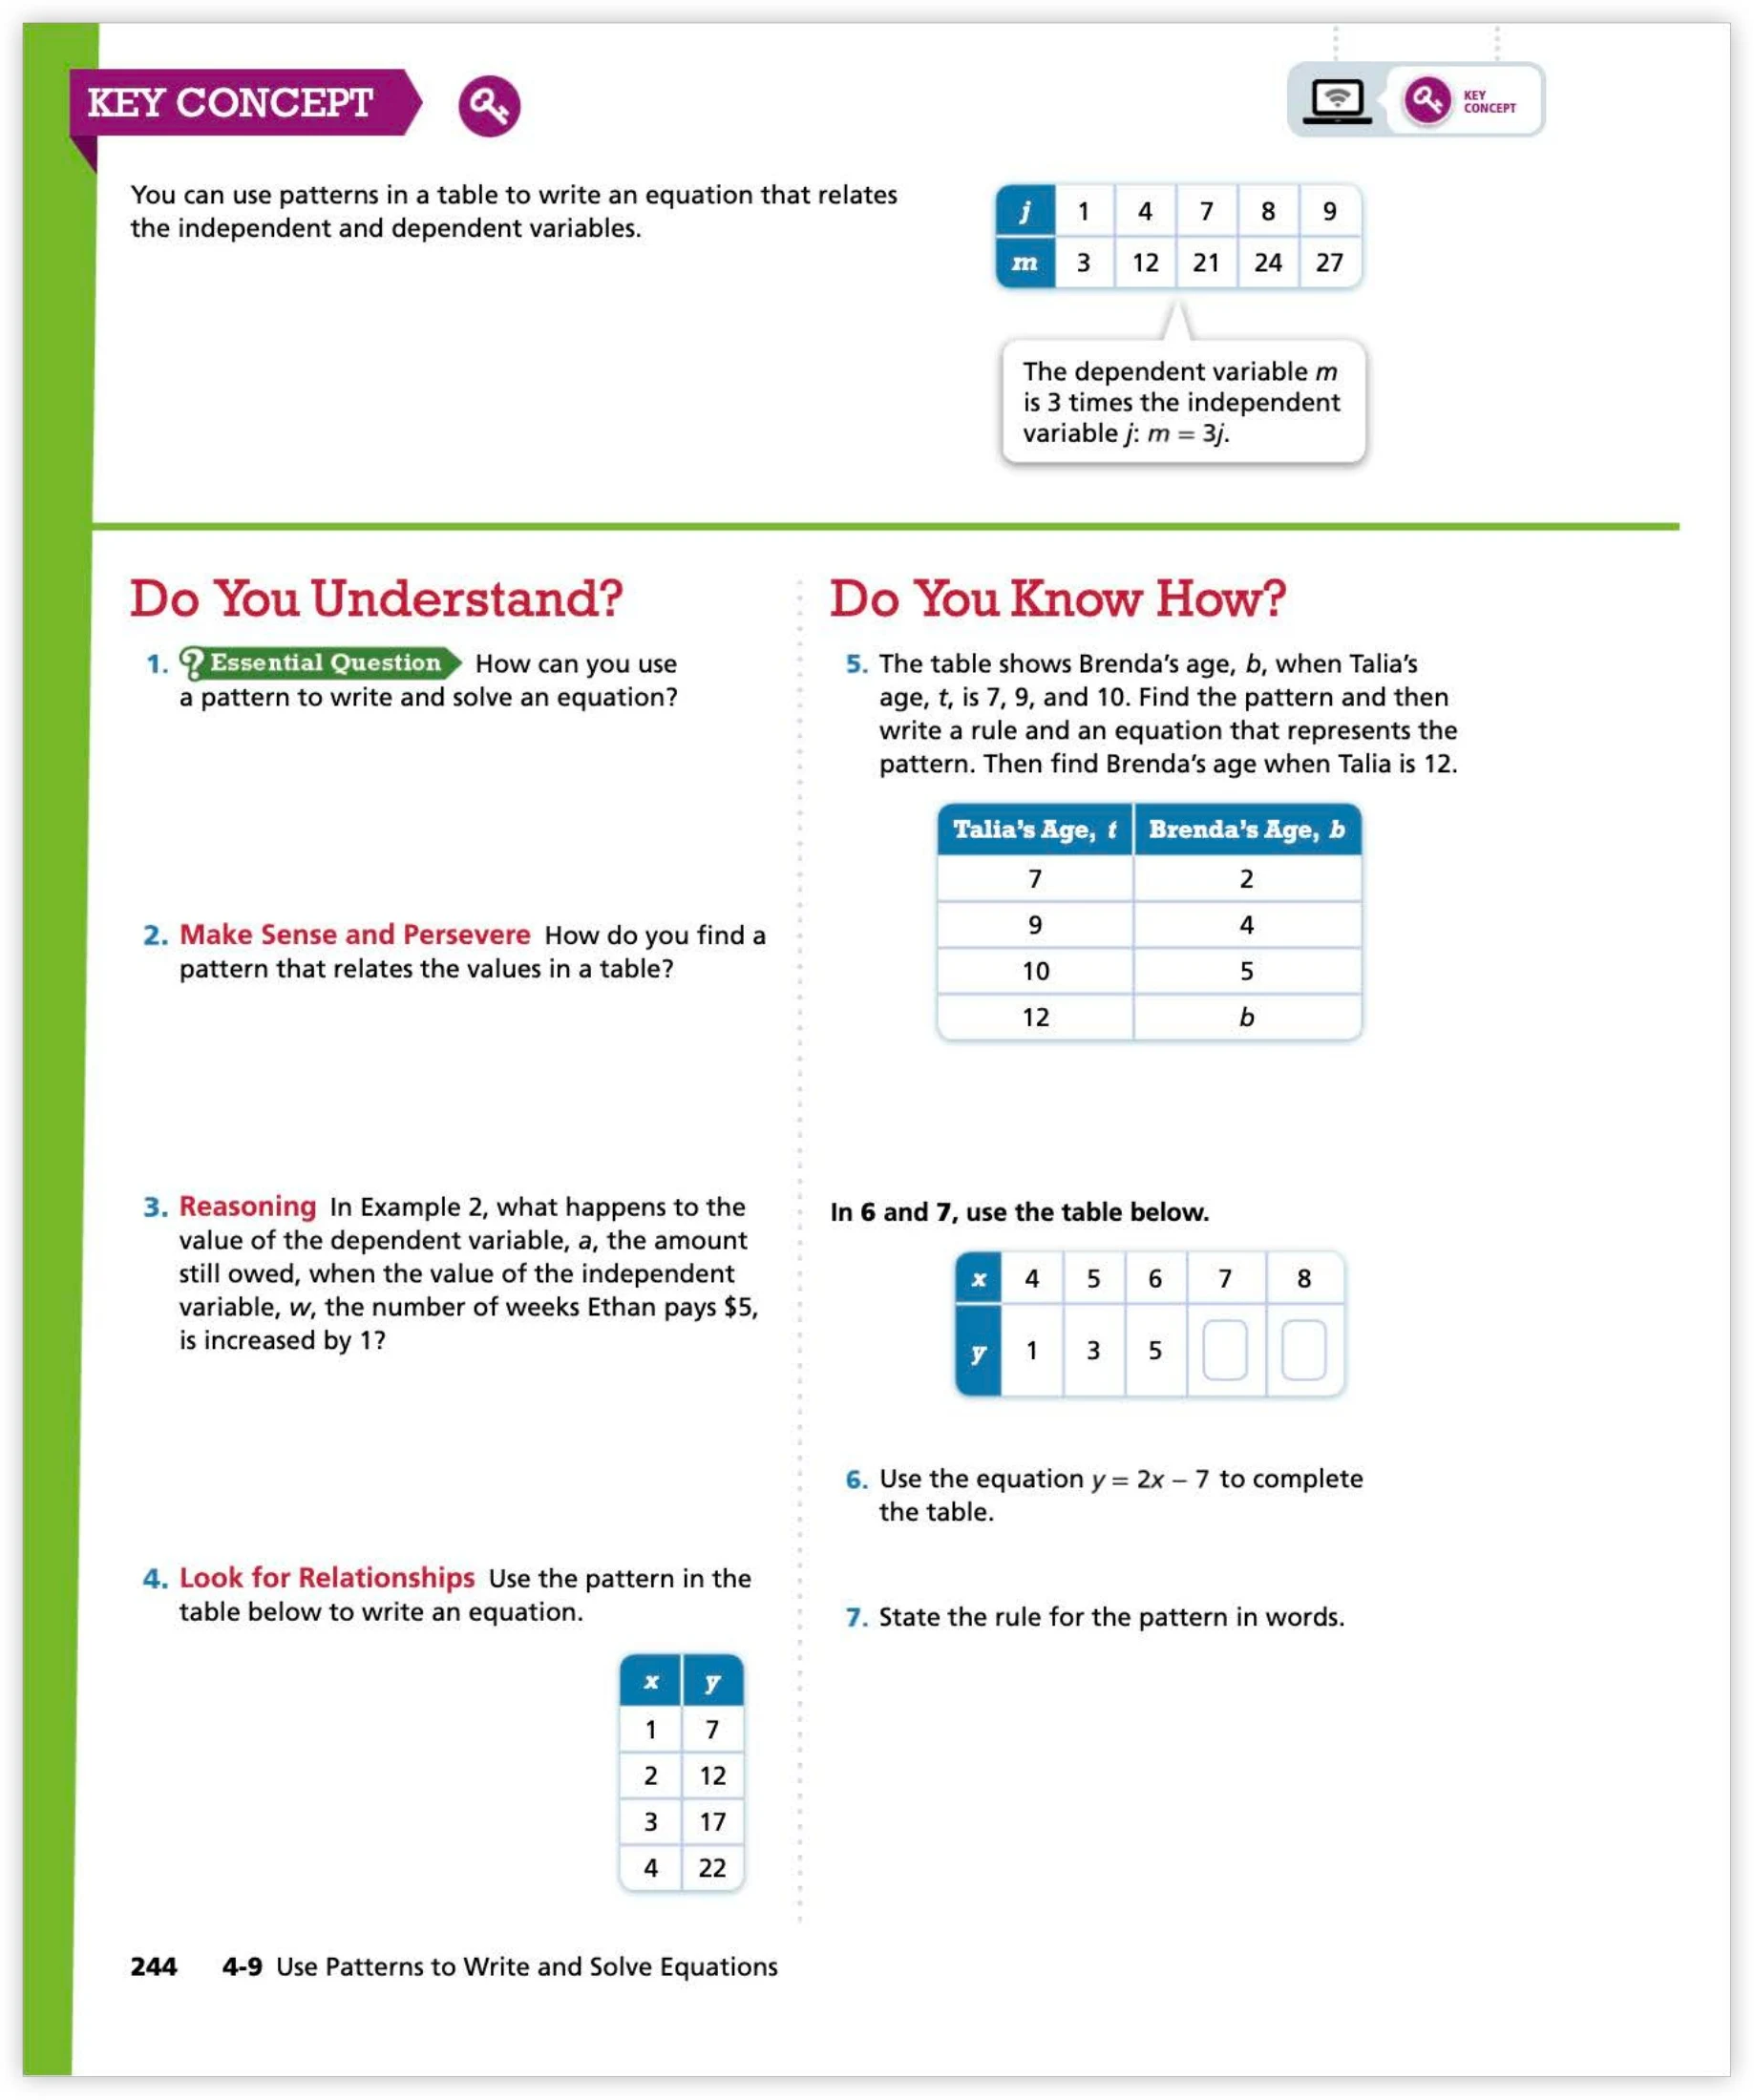 KEY CONCEPT
KEY
CONCEPT
You can use patterns in a table to write an equation that relates
the independent and dependent variables.
j 1 4 7 8 9
m 3 12 21 24 27
The dependent variable m
is 3 times the independent
variable j: m = 3j.
Do You Understand?
1. ? Essential Question How can you use
a pattern to write and solve an equation?
2. Make Sense and Persevere How do you find a
pattern that relates the values in a table?
3. Reasoning In Example 2, what happens to the
value of the dependent variable, a, the amount
still owed, when the value of the independent
variable, w, the number of weeks Ethan pays $5,
is increased by 1?
4. Look for Relationships Use the pattern in the
table below to write an equation.
x y
1 7
2 12
3 17
4 22
Do You Know How?
5. The table shows Brenda's age, b, when Talia's
age, t, is 7, 9, and 10. Find the pattern and then
write a rule and an equation that represents the
pattern. Then find Brenda's age when Talia is 12.
Talia's Age, t Brenda's Age, b
7 2
9 4
10 5
12 b
In 6 and 7, use the table below.
x 4 5 6 7 8
y 1 3 5
6. Use the equation y = 2x – 7 to complete
the table.
7. State the rule for the pattern in words.
244 4-9 Use Patterns to Write and Solve Equations